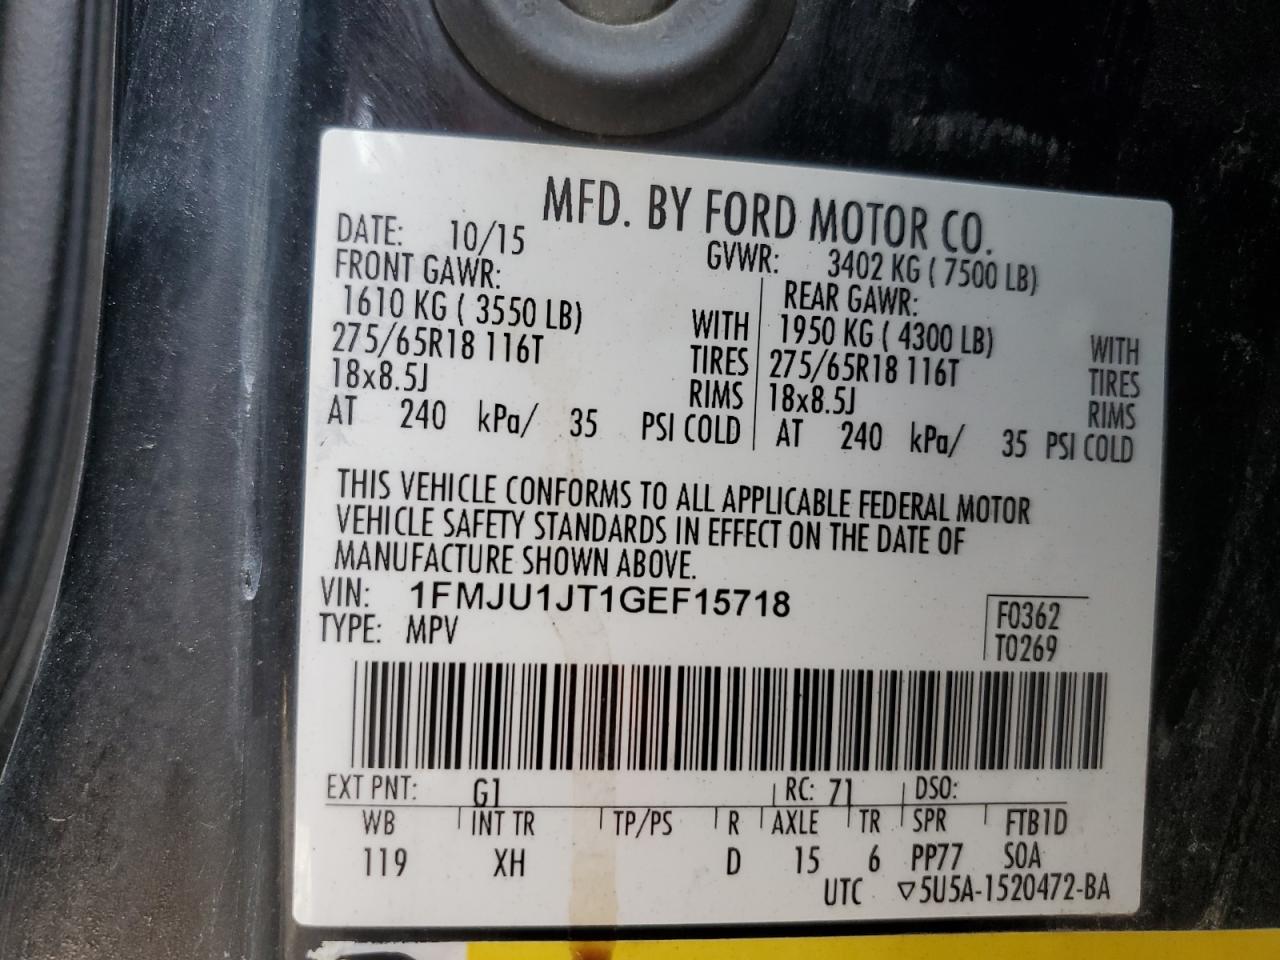 MFD. BY FORD MOTOR CO.
DATE: 10/15 GVWR: 3402 KG ( 7500 LB)
FRONT GAWR: REAR GAWR:
1610 KG ( 3550 LB) WITH 1950 KG ( 4300 LB) WITH
275/65R18 116T TIRES 275/65R18 116T TIRES
18x8.5J RIMS 18x8.5J RIMS
AT 240 kPa/ 35 PSI COLD AT 240 kPa/ 35 PSI COLD
THIS VEHICLE CONFORMS TO ALL APPLICABLE FEDERAL MOTOR
VEHICLE SAFETY STANDARDS IN EFFECT ON THE DATE OF
MANUFACTURE SHOWN ABOVE.
VIN: 1FMJU1JT1GEF15718 F0362
TYPE: MPV T0269
EXT PNT: G1 RC: 71 DSO:
WB INT TR TP/PS R AXLE TR SPR FTB1D
119 XH D 15 6 PP77 S0A
UTC ▽5U5A-1520472-BA